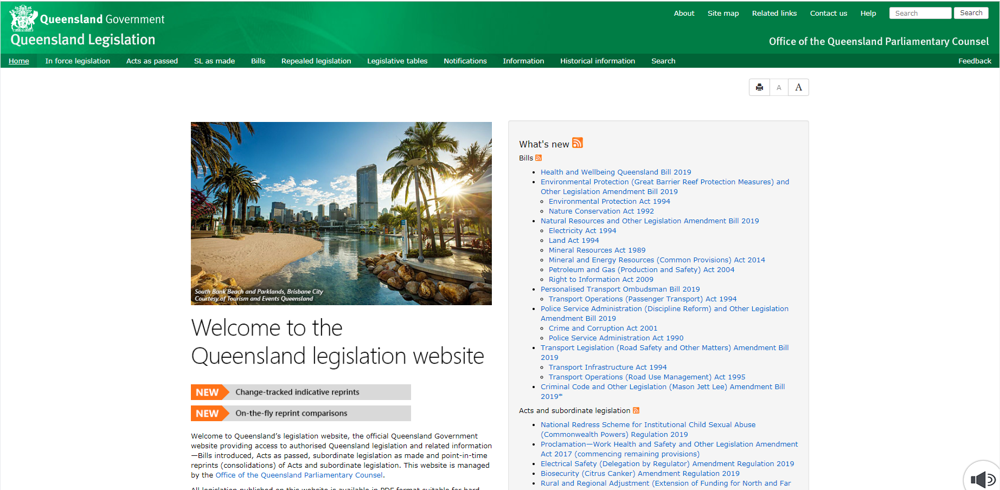 Queensland Government
Queensland Legislation
About Site map Related links Contact us Help Search Search
Office of the Queensland Parliamentary Counsel
Home In force legislation Acts as passed SL as made Bills Repealed legislation Legislative tables Notifications Information Historical information Search Feedback
A A
South Bank Beach and Parklands, Brisbane City
Courtesy of Tourism and Events Queensland
Welcome to the
Queensland legislation website
NEW Change-tracked indicative reprints
NEW On-the-fly reprint comparisons
Welcome to Queensland's legislation website, the official Queensland Government
website providing access to authorised Queensland legislation and related information
—Bills introduced, Acts as passed, subordinate legislation as made and point-in-time
reprints (consolidations) of Acts and subordinate legislation. This website is managed
by the Office of the Queensland Parliamentary Counsel.
All legislation published on this website is available in PDF format suitable for hard
What's new
Bills
Health and Wellbeing Queensland Bill 2019
Environmental Protection (Great Barrier Reef Protection Measures) and
Other Legislation Amendment Bill 2019
Environmental Protection Act 1994
Nature Conservation Act 1992
Natural Resources and Other Legislation Amendment Bill 2019
Electricity Act 1994
Land Act 1994
Mineral Resources Act 1989
Mineral and Energy Resources (Common Provisions) Act 2014
Petroleum and Gas (Production and Safety) Act 2004
Right to Information Act 2009
Personalised Transport Ombudsman Bill 2019
Transport Operations (Passenger Transport) Act 1994
Police Service Administration (Discipline Reform) and Other Legislation
Amendment Bill 2019
Crime and Corruption Act 2001
Police Service Administration Act 1990
Transport Legislation (Road Safety and Other Matters) Amendment Bill
2019
Transport Infrastructure Act 1994
Transport Operations (Road Use Management) Act 1995
Criminal Code and Other Legislation (Mason Jett Lee) Amendment Bill
2019*
Acts and subordinate legislation
National Redress Scheme for Institutional Child Sexual Abuse
(Commonwealth Powers) Regulation 2019
Proclamation—Work Health and Safety and Other Legislation Amendment
Act 2017 (commencing remaining provisions)
Electrical Safety (Delegation by Regulator) Amendment Regulation 2019
Biosecurity (Citrus Canker) Amendment Regulation 2019
Rural and Regional Adjustment (Extension of Funding for North and Far